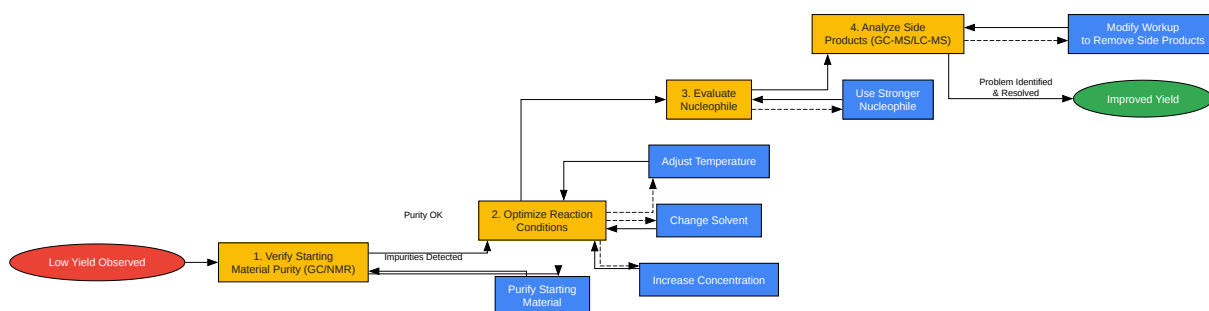 4. Analyze Side
Products (GC-MS/LC-MS)
Modify Workup
to Remove Side Products
Problem Identified
& Resolved
Improved Yield
3. Evaluate
Nucleophile
Use Stronger
Nucleophile
Adjust Temperature
Purity OK
2. Optimize Reaction
Conditions
Change Solvent
Low Yield Observed
1. Verify Starting
Material Purity (GC/NMR)
Impurities Detected
Increase Concentration
Purify Starting
Material